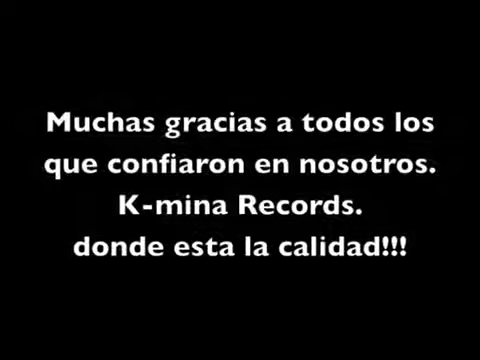 Muchas gracias a todos los
que confiaron en nosotros.
K-mina Records.
donde esta la calidad!!!